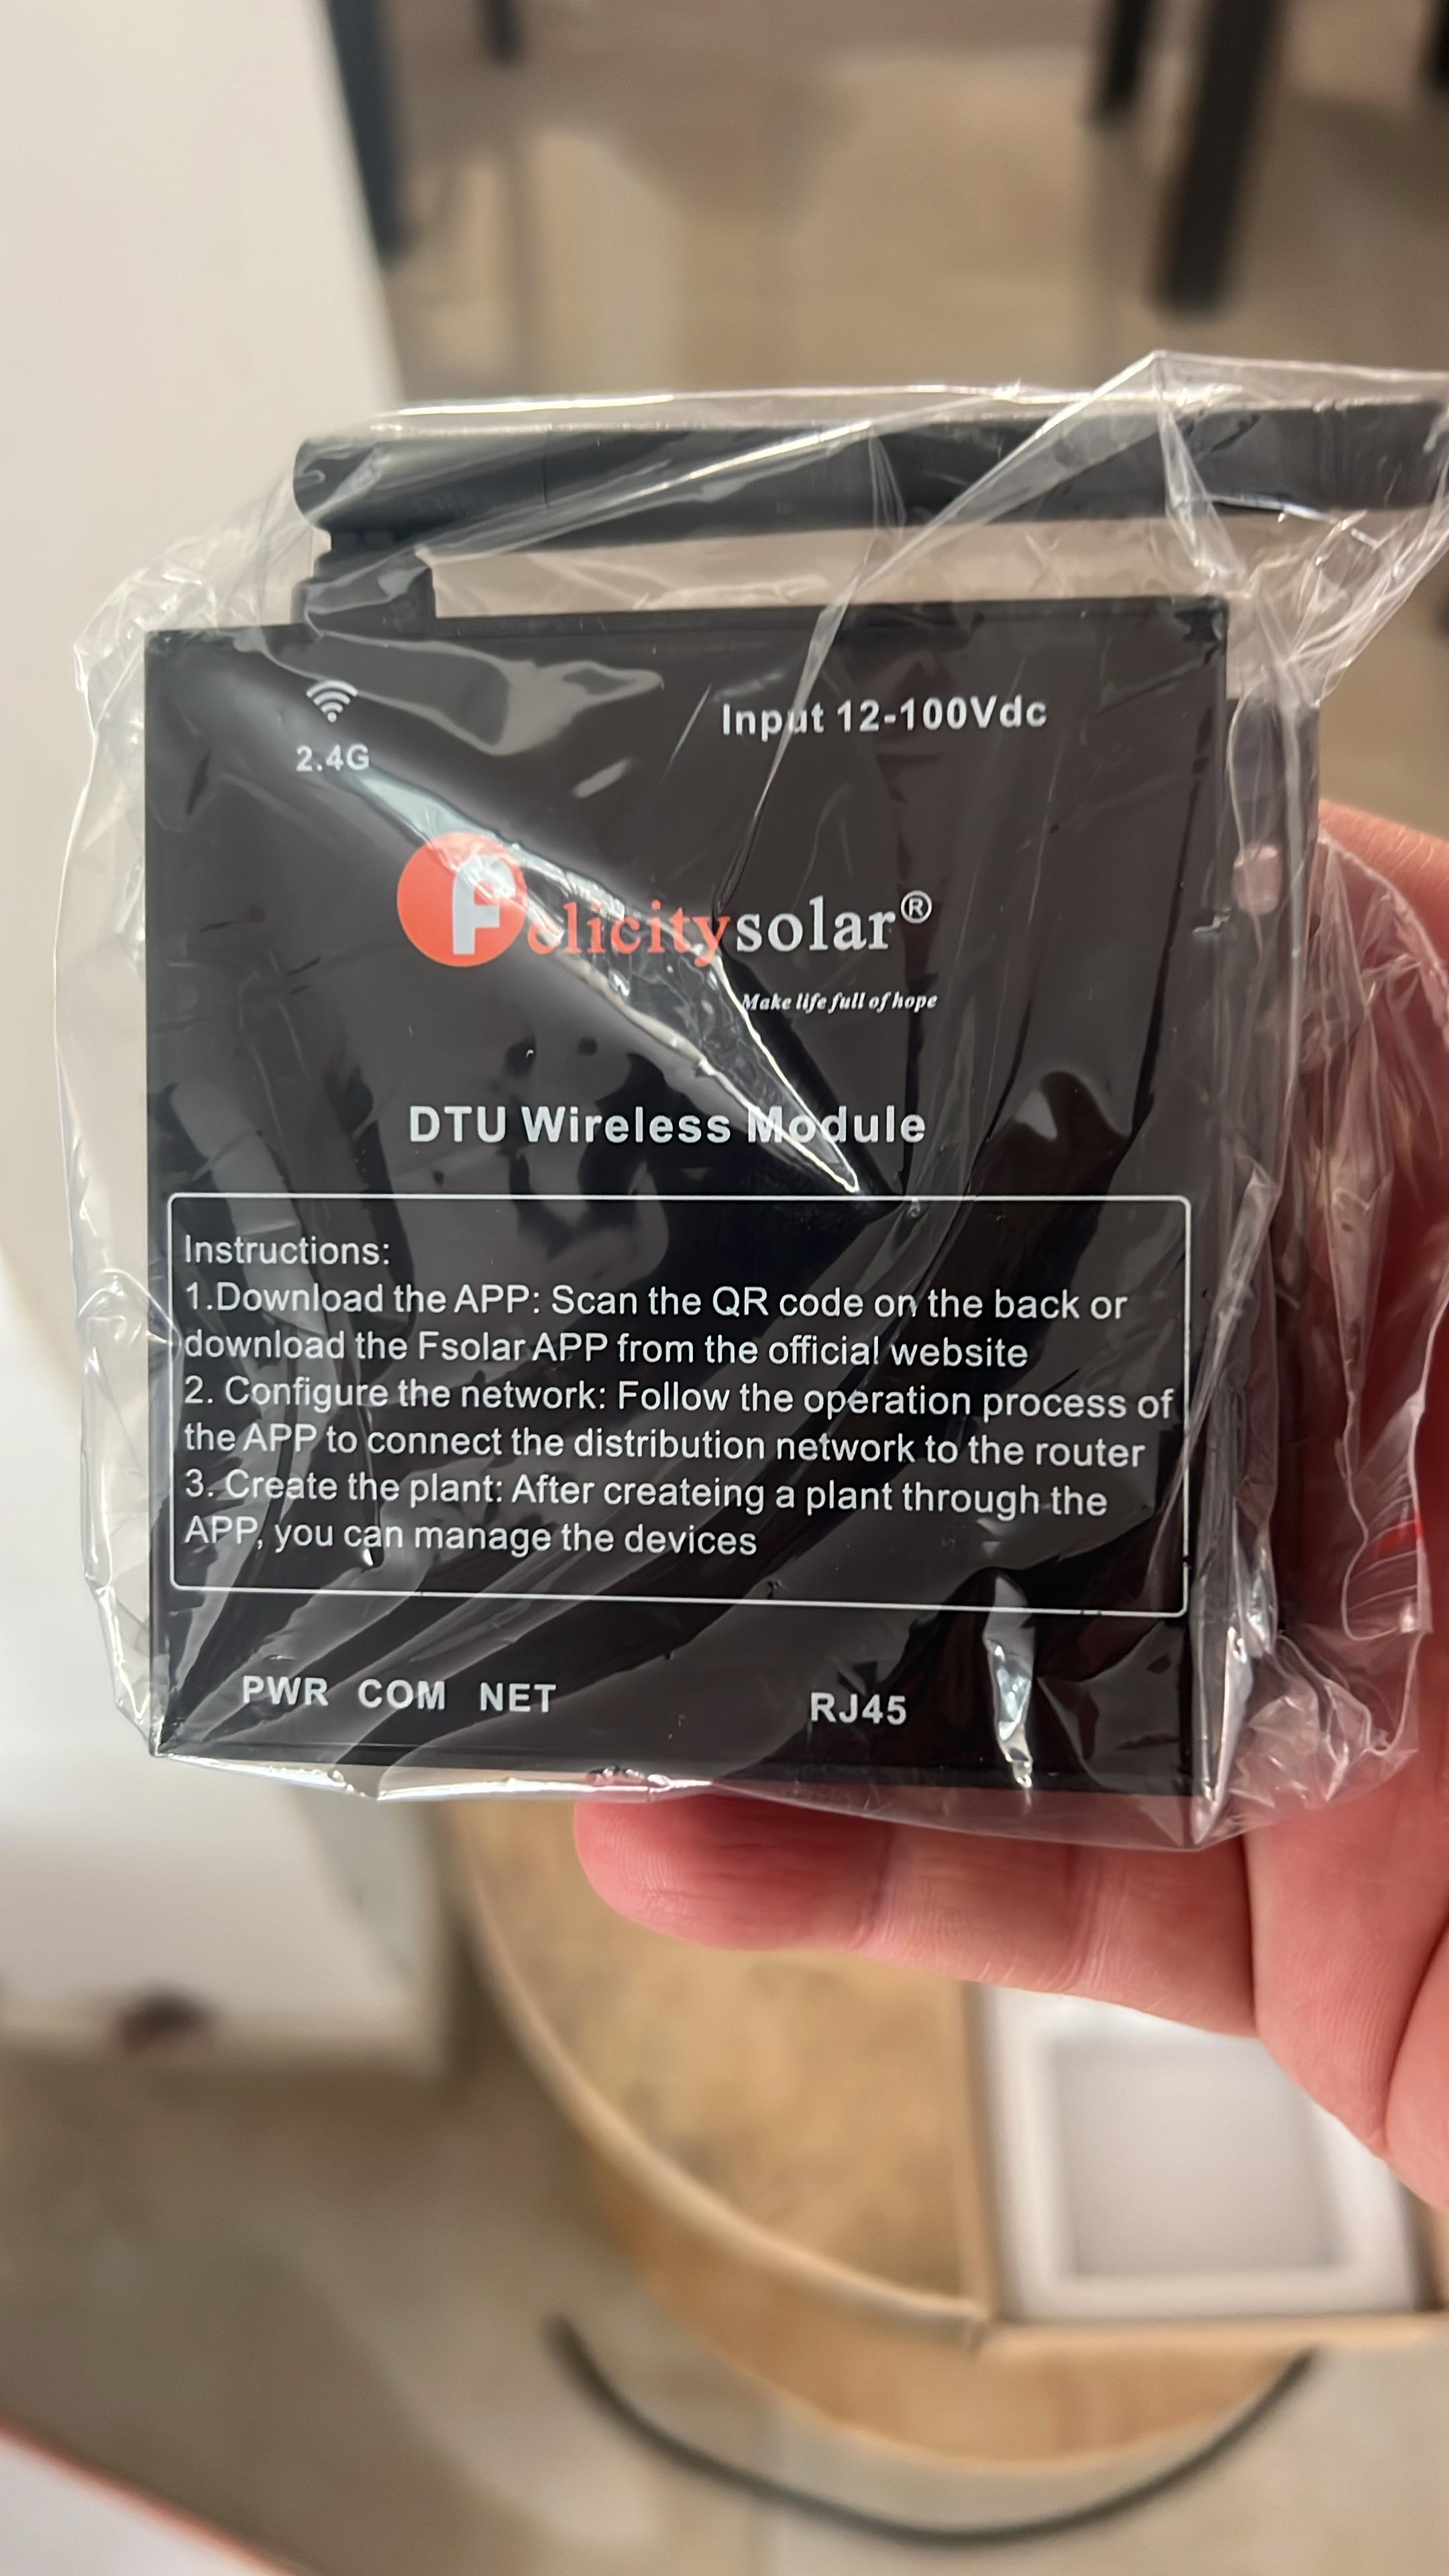 2.4G
Input 12-100Vdc
Felicitysolar®
Make life full of hope
DTU Wireless Module
Instructions:
1.Download the APP: Scan the QR code on the back or
download the Fsolar APP from the official website
2. Configure the network: Follow the operation process of
the APP to connect the distribution network to the router
3. Create the plant: After createing a plant through the
APP, you can manage the devices
PWR COM NET
RJ45